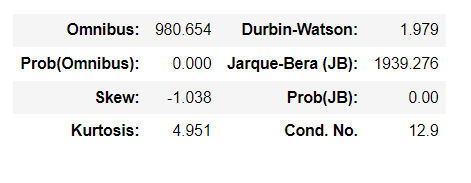 Omnibus: 980.654 Durbin-Watson: 1.979
Prob(Omnibus): 0.000 Jarque-Bera (JB): 1939.276
Skew: -1.038 Prob(JB): 0.00
Kurtosis: 4.951 Cond. No. 12.9